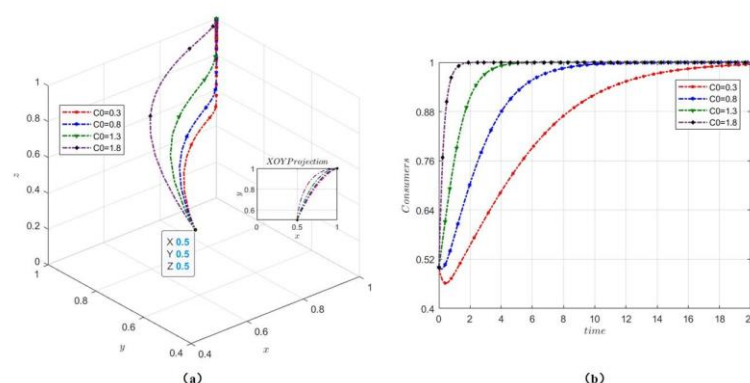 1
0.8
0.6
0.4
0.2
0
z
C0=0.3
C0=0.8
C0=1.3
C0=1.8
XOYProjection
1
0.8
0.6
y
0
0.5
1
x
X 0.5
Y 0.5
Z 0.5
1
0.8
0.6
0.4
y
0.4
0.6
0.8
1
x
(a)
1
0.88
0.76
0.64
0.52
0.4
Consumers
C0=0.3
C0=0.8
C0=1.3
C0=1.8
0 2 4 6 8 10 12 14 16 18 20
time
(b)